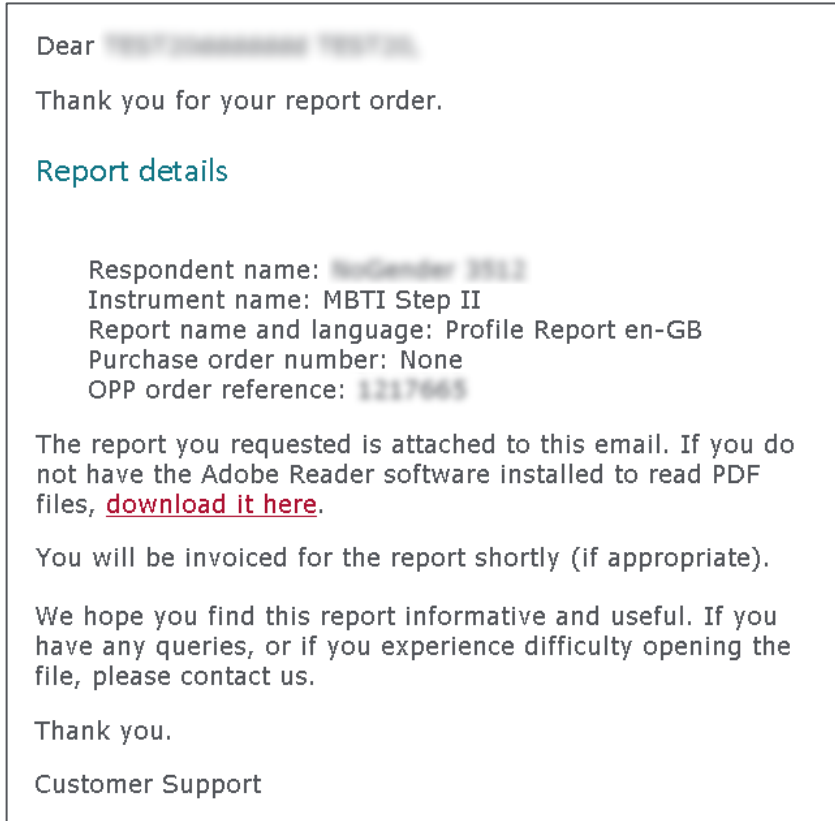 Dear
Thank you for your report order.
Report details
Respondent name:
Instrument name: MBTI Step II
Report name and language: Profile Report en-GB
Purchase order number: None
OPP order reference:
The report you requested is attached to this email. If you do
not have the Adobe Reader software installed to read PDF
files, download it here.
You will be invoiced for the report shortly (if appropriate).
We hope you find this report informative and useful. If you
have any queries, or if you experience difficulty opening the
file, please contact us.
Thank you.
Customer Support